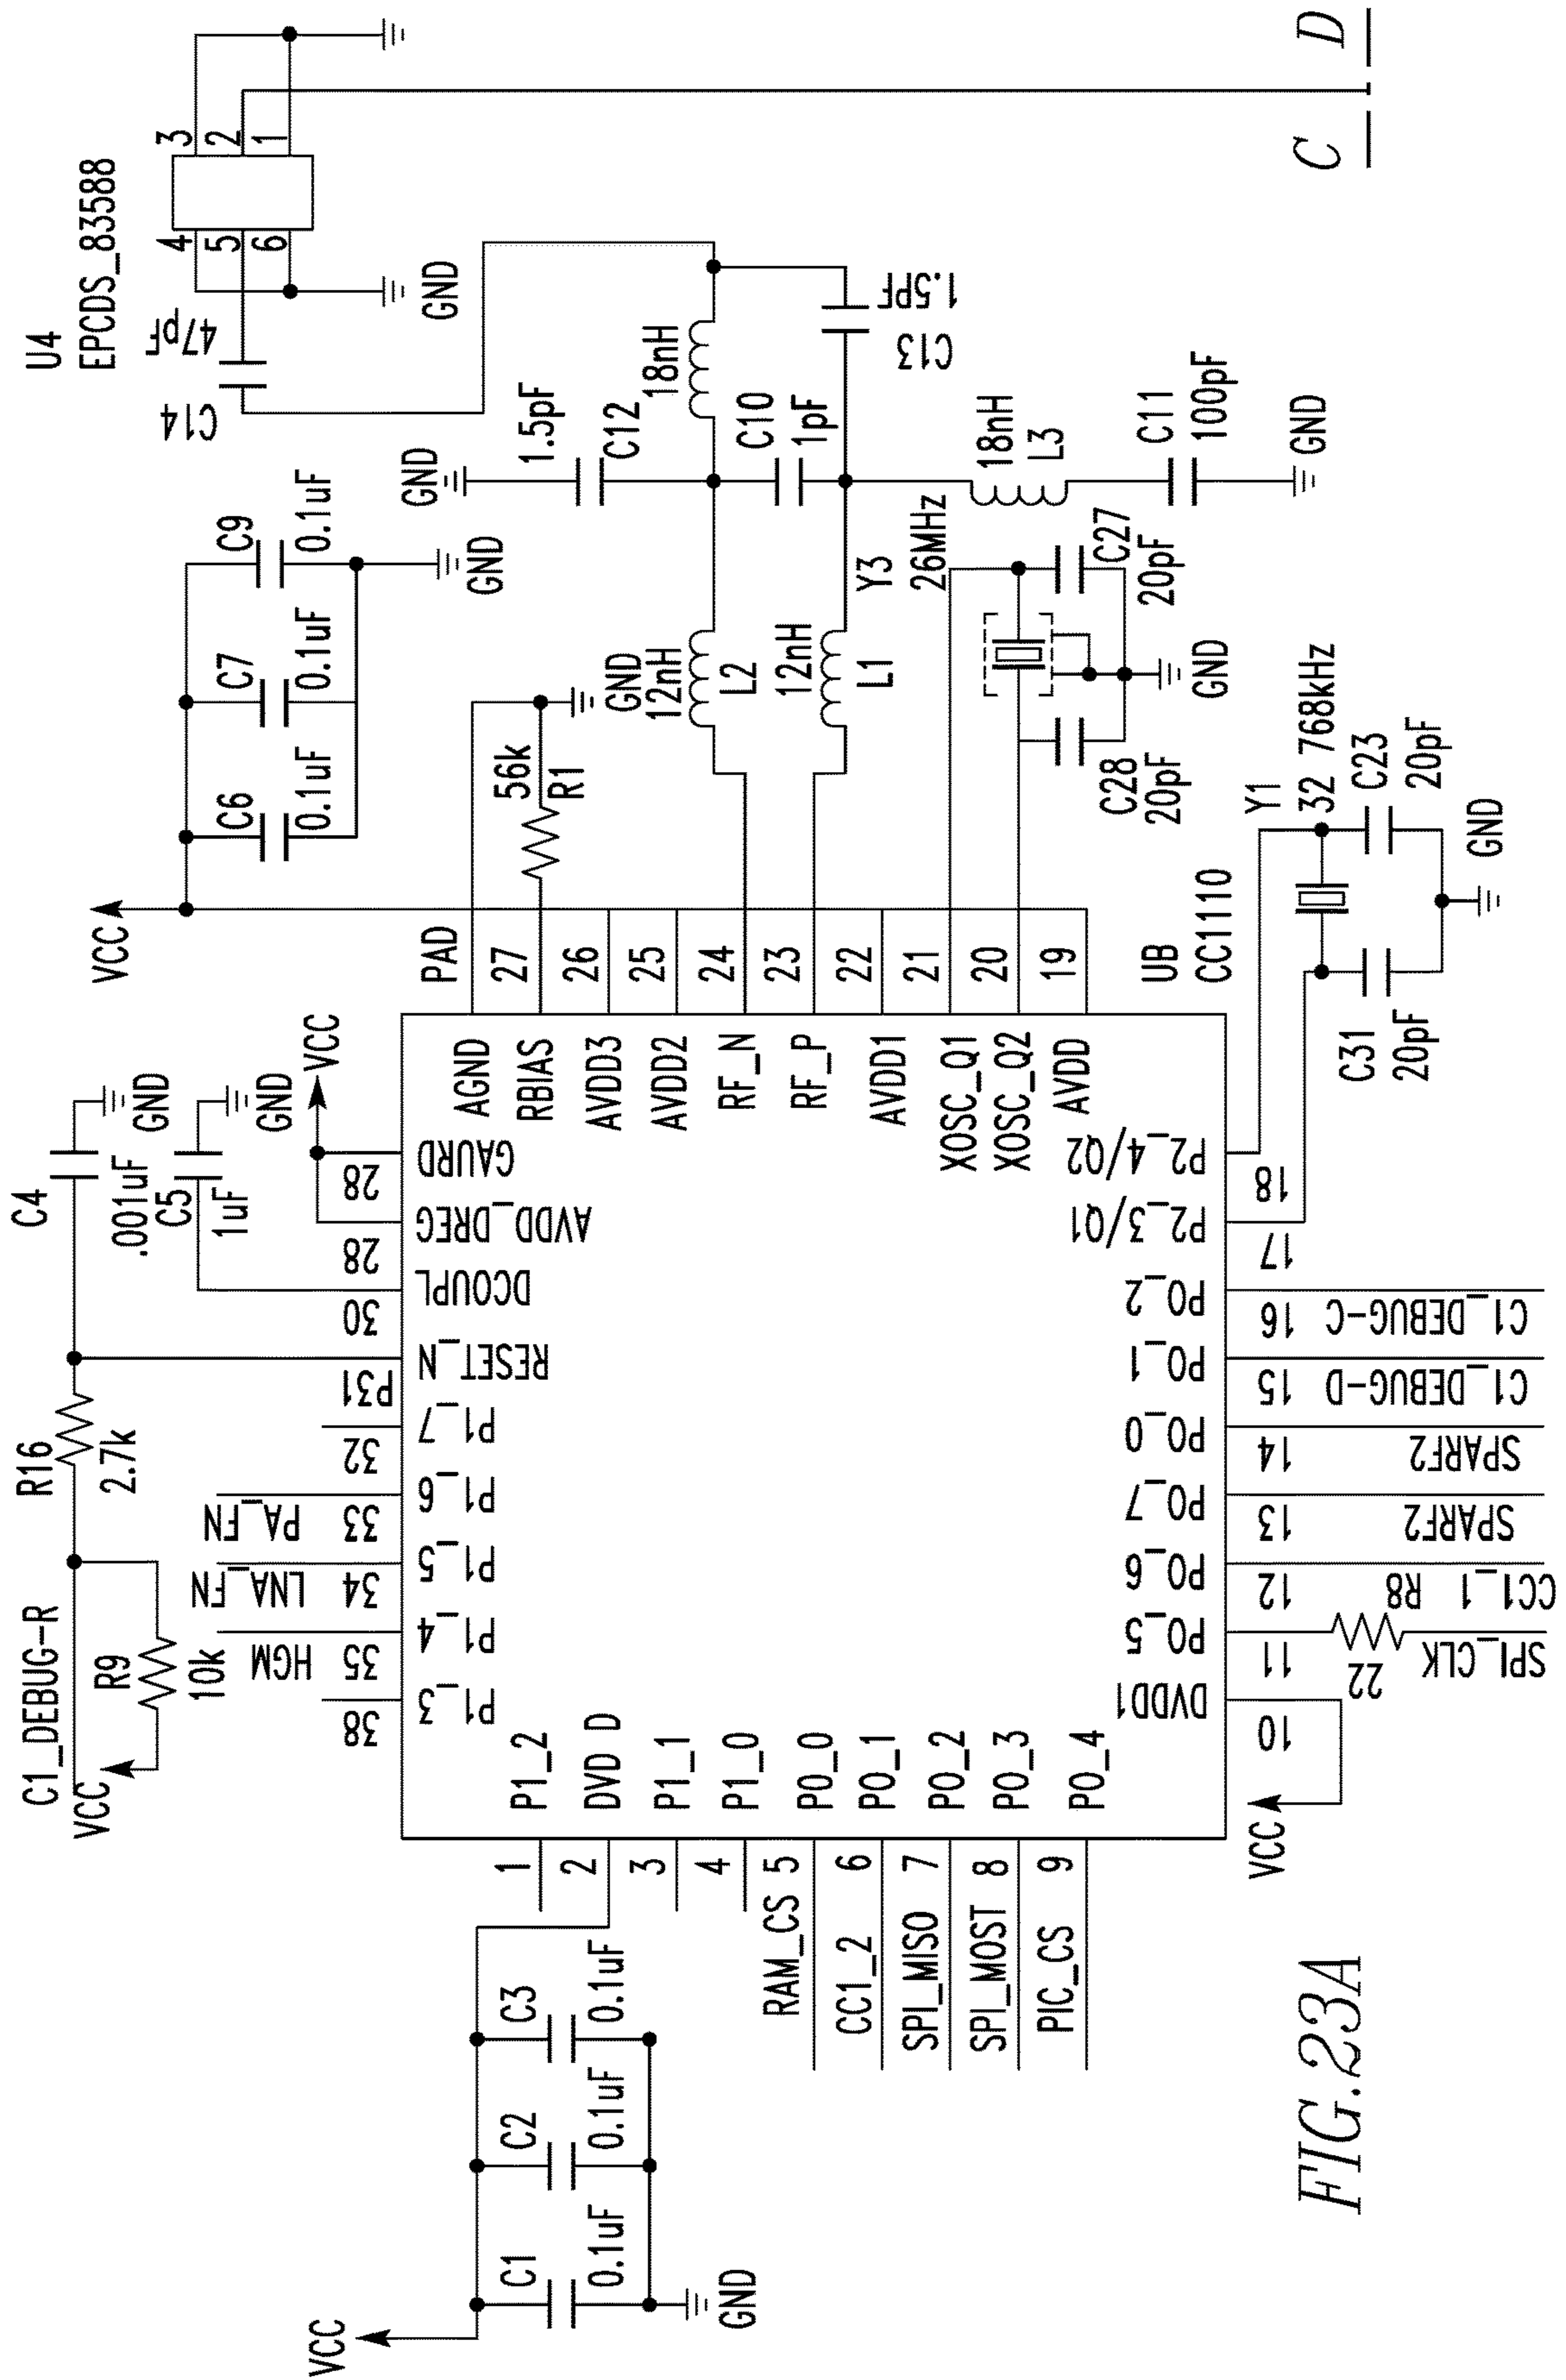 U4
EPCDS_83588
3
2
1
4
5
6
47pF
C14
GND
D
C
VCC
C6
0.1uF
C7
0.1uF
C9
0.1uF
GND
GND
1.5pF
C12
18nH
C10
1pF
1.5PF
C13
56k
R1
GND
12nH
L2
12nH
L1
18nH
L3
C11
100pF
GND
Y3
26MHz
C27
20pF
C28
20pF
GND
Y1
32 768kHz
C23
20pF
C31
20pF
GND
UB
CC1110
PAD
27
26
25
24
23
22
21
20
19
AGND
RBIAS
AVDD3
AVDD2
RF_N
RF_P
AVDD1
XOSC_Q1
XOSC_Q2
AVDD
C4
.001uF
GND
C5
1uF
GND
VCC
R16
2.7k
C1_DEBUG-R
R9
10k
VCC
28
GAURD
28
AVDD_DREG
30
DCOUPL
P31
RESET_N
32
P1_7
PA_FN
33
P1_6
LNA_FN
34
P1_5
HGM
35
P1_4
38
P1_3
P2_4/Q2
18
P2_3/Q1
17
P0_2
16
C1_DEBUG-C
P0_1
15
C1_DEBUG-D
P0_0
14
SPARF2
P0_7
13
SPARF2
P0_6
12
CC1_1
P0_5
11
R8
22
SPI_CLK
DVDD1
10
VCC
P1_2
DVD D
P1_1
P1_0
PO_0
PO_1
PO_2
PO_3
PO_4
1
2
3
4
RAM_CS 5
CC1_2 6
SPI_MISO 7
SPI_MOST 8
PIC_CS 9
VCC
C1
0.1uF
C2
0.1uF
C3
0.1uF
GND
FIG.23A